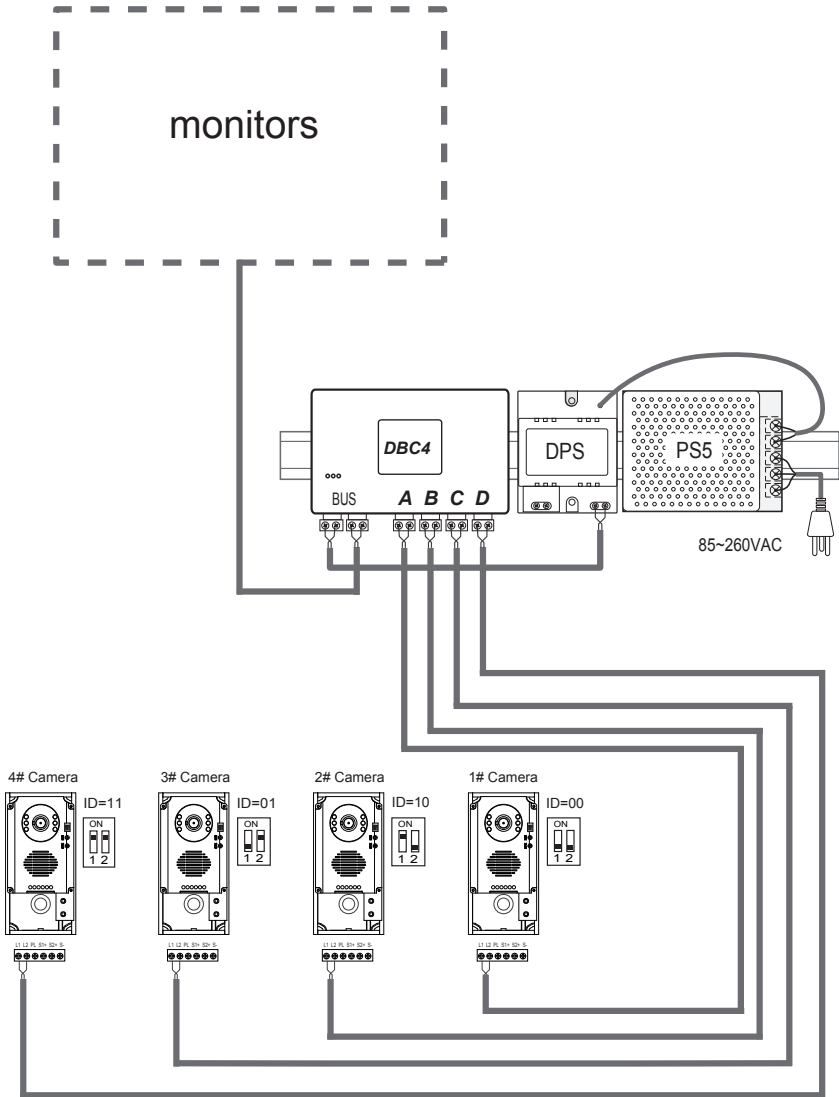 monitors
DBC4
DPS
PS5
BUS
A B C D
85~260VAC
4# Camera
ID=11
ON
1 2
L1 L2 PL S1+ S2+ S-
3# Camera
ID=01
ON
1 2
L1 L2 PL S1+ S2+ S-
2# Camera
ID=10
ON
1 2
L1 L2 PL S1+ S2+ S-
1# Camera
ID=00
ON
1 2
L1 L2 PL S1+ S2+ S-